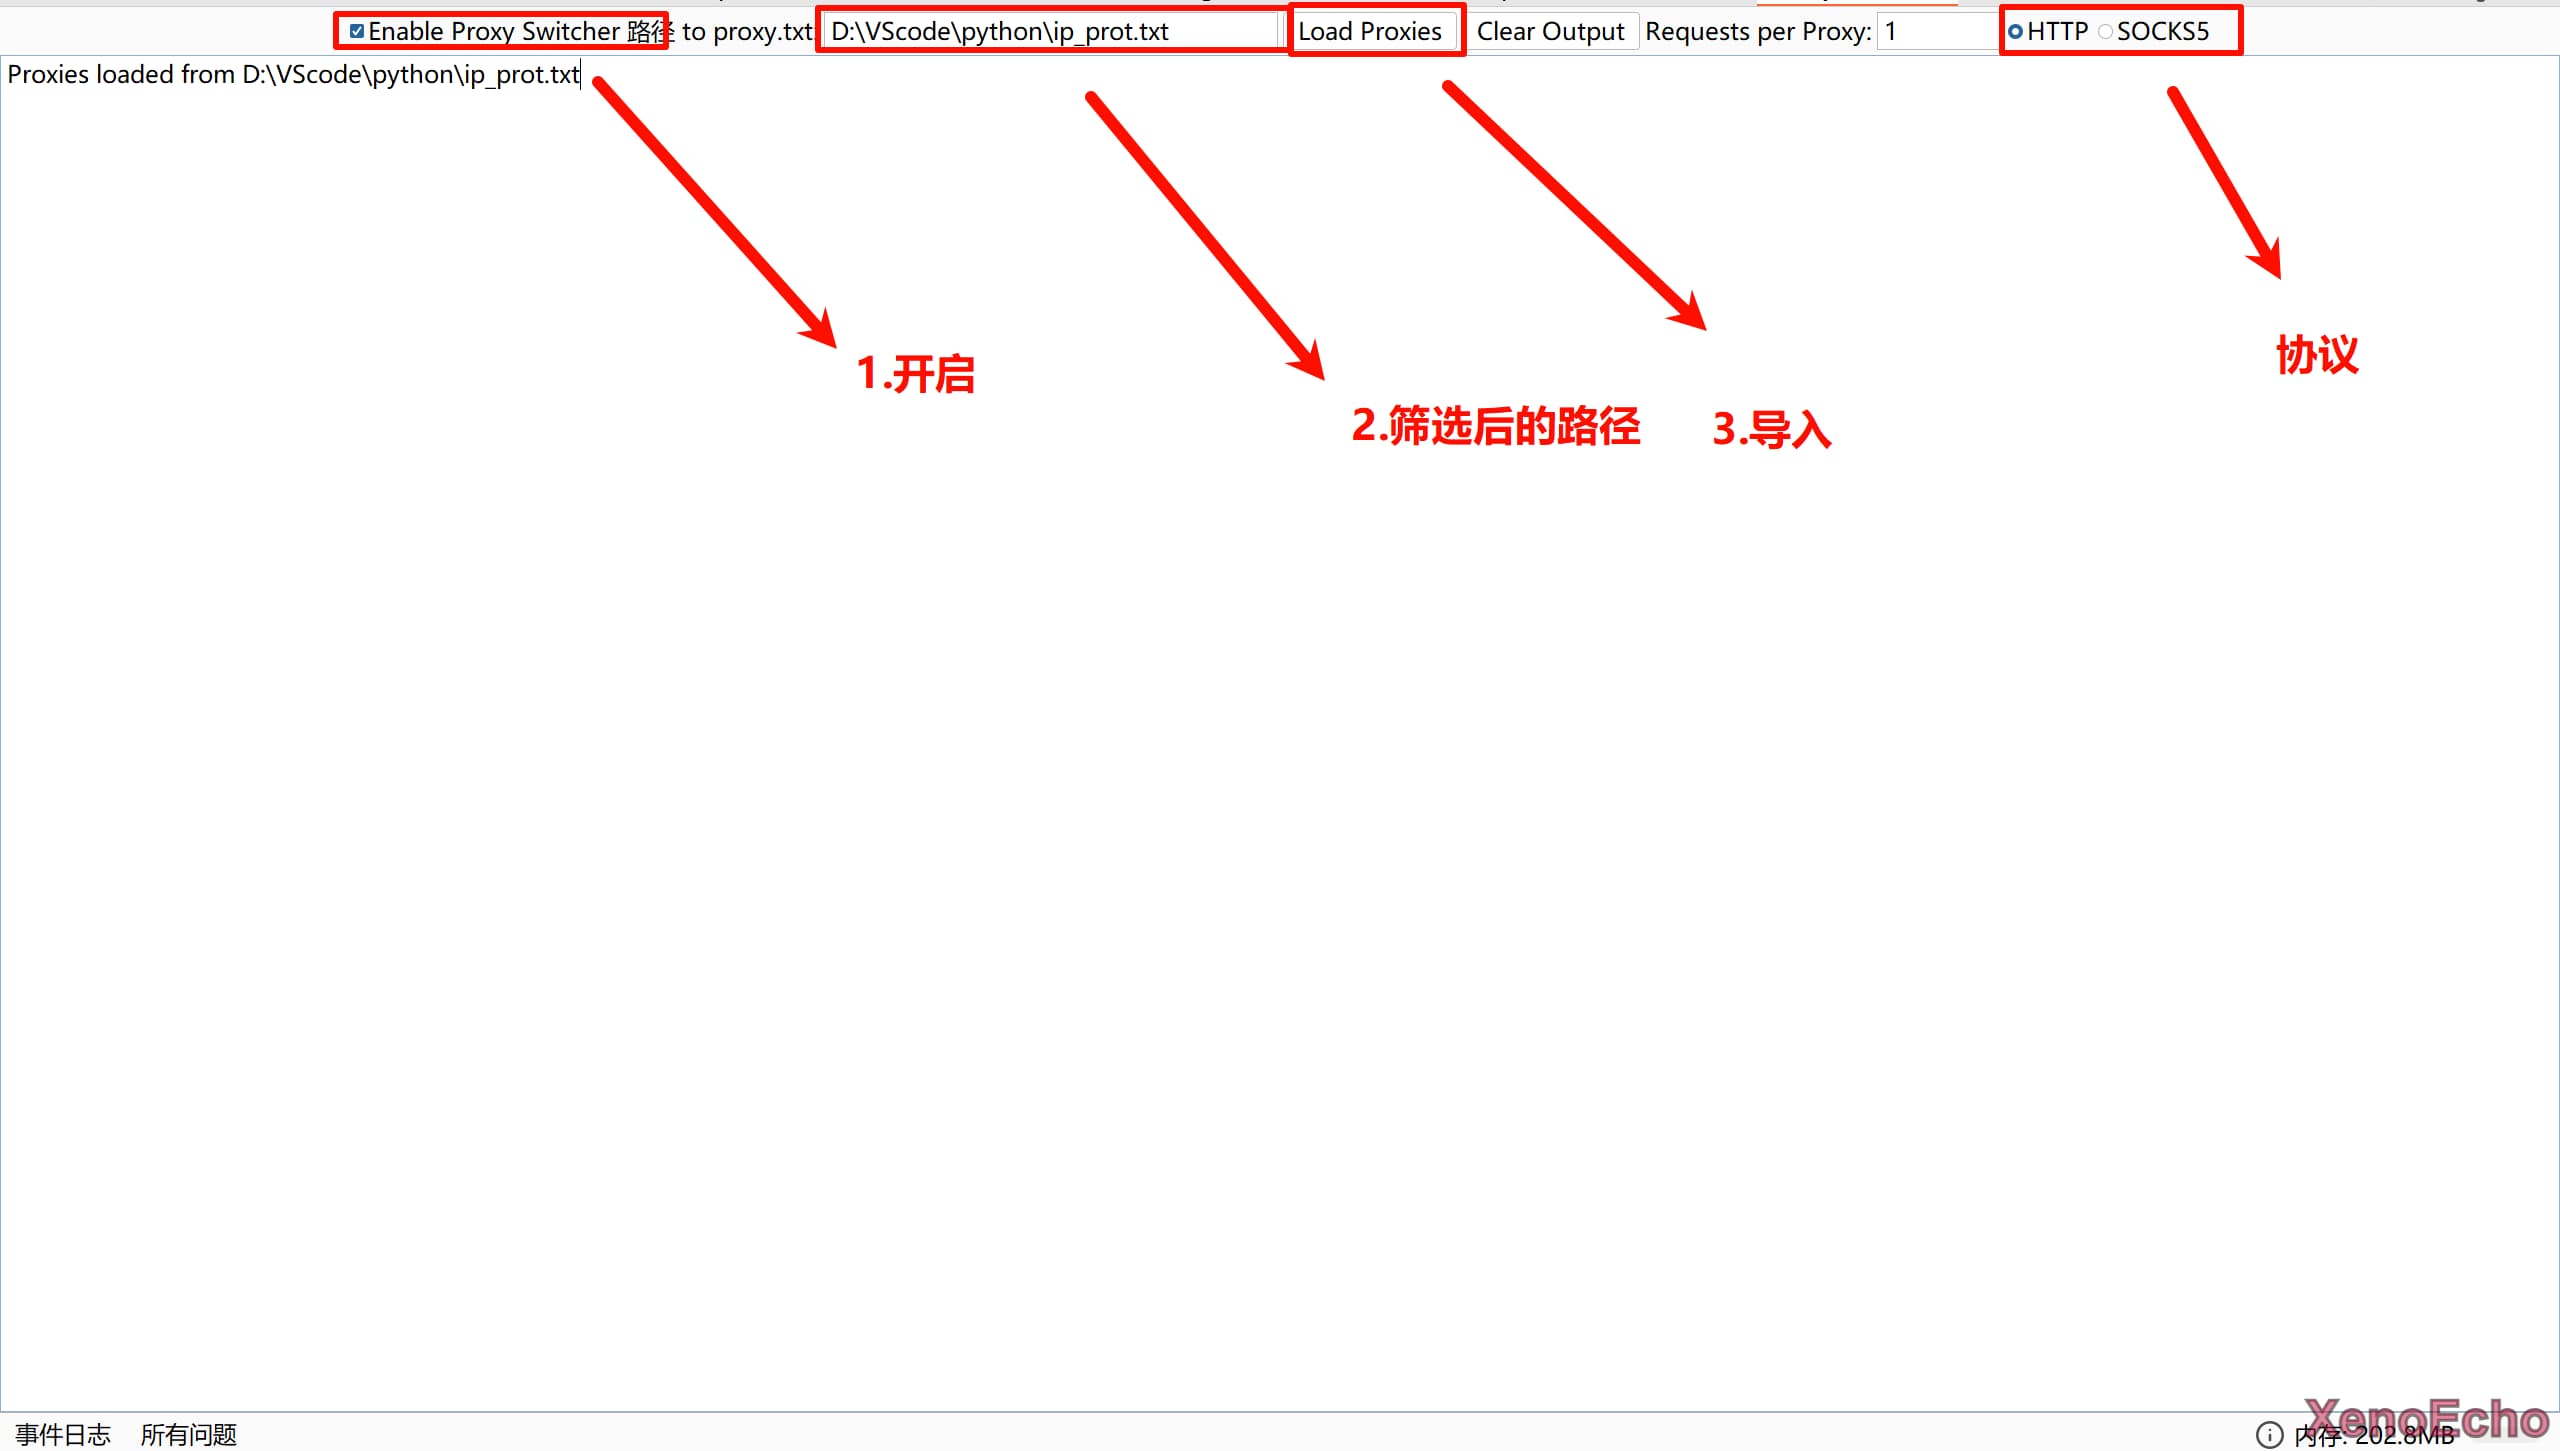 Enable Proxy Switcher 路径 to proxy.txt: D:\VScode\python\ip_prot.txt Load Proxies Clear Output Requests per Proxy: 1 HTTP SOCKS5
Proxies loaded from D:\VScode\python\ip_prot.txt
1.开启
2.筛选后的路径
3.导入
协议
事件日志 所有问题
内存: 202.8MB
XenoEcho